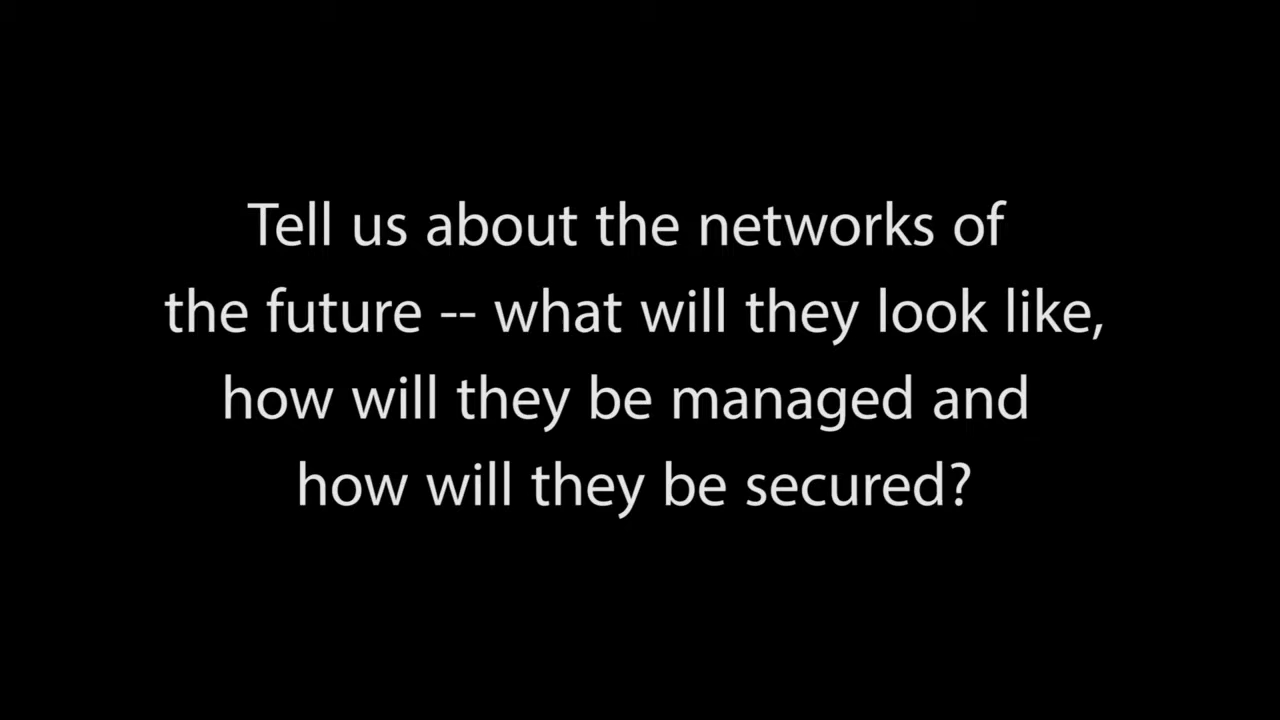 Tell us about the networks of
the future -- what will they look like,
how will they be managed and
how will they be secured?